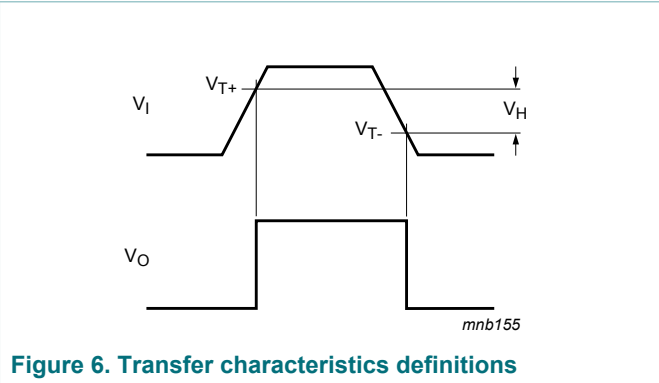 VT+
VI
VH
VT-
VO
mnb155
Figure 6. Transfer characteristics definitions